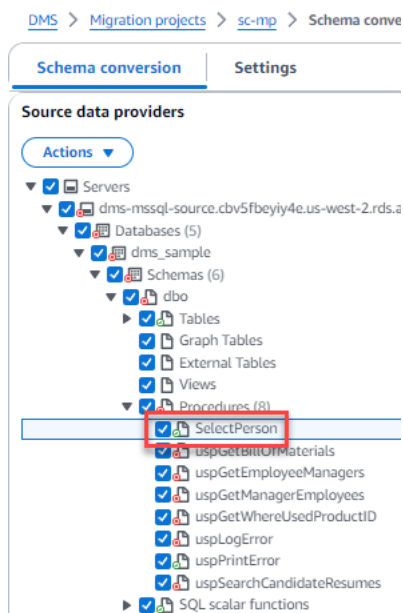 DMS > Migration projects > sc-mp > Schema conve
Schema conversion Settings
Source data providers
Actions
Servers
dms-mssql-source.cbv5fbeyiy4e.us-west-2.rds.a
Databases (5)
dms_sample
Schemas (6)
dbo
Tables
Graph Tables
External Tables
Views
Procedures (8)
SelectPerson
uspGetBillOfMaterials
uspGetEmployeeManagers
uspGetManagerEmployees
uspGetWhereUsedProductID
uspLogError
uspPrintError
uspSearchCandidateResumes
SQL scalar functions